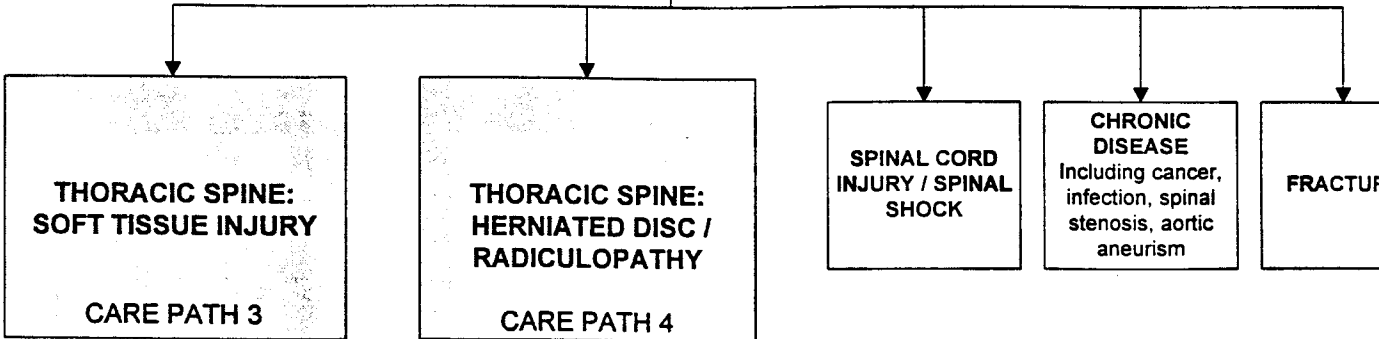 THORACIC SPINE:
SOFT TISSUE INJURY
CARE PATH 3
THORACIC SPINE:
HERNIATED DISC /
RADICULOPATHY
CARE PATH 4
SPINAL CORD
INJURY / SPINAL
SHOCK
CHRONIC
DISEASE
Including cancer,
infection, spinal
stenosis, aortic
aneurism